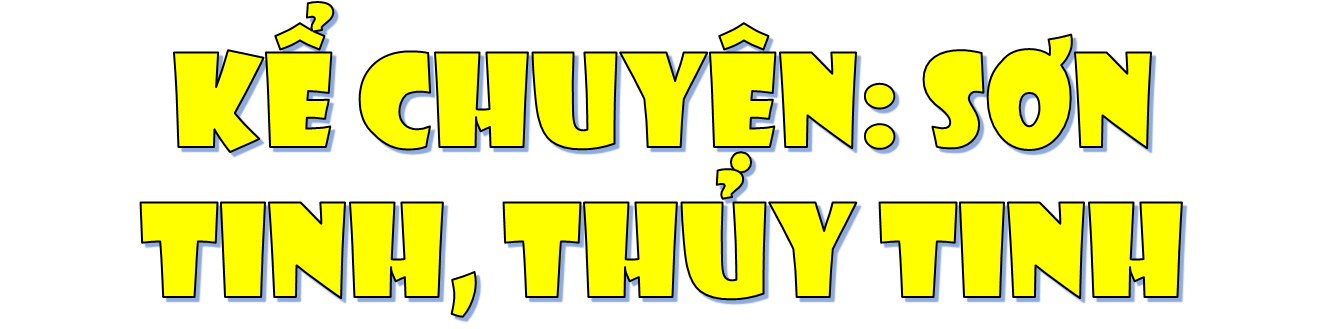 KỂ CHUYỆN: SƠN
TINH, THỦY TINH